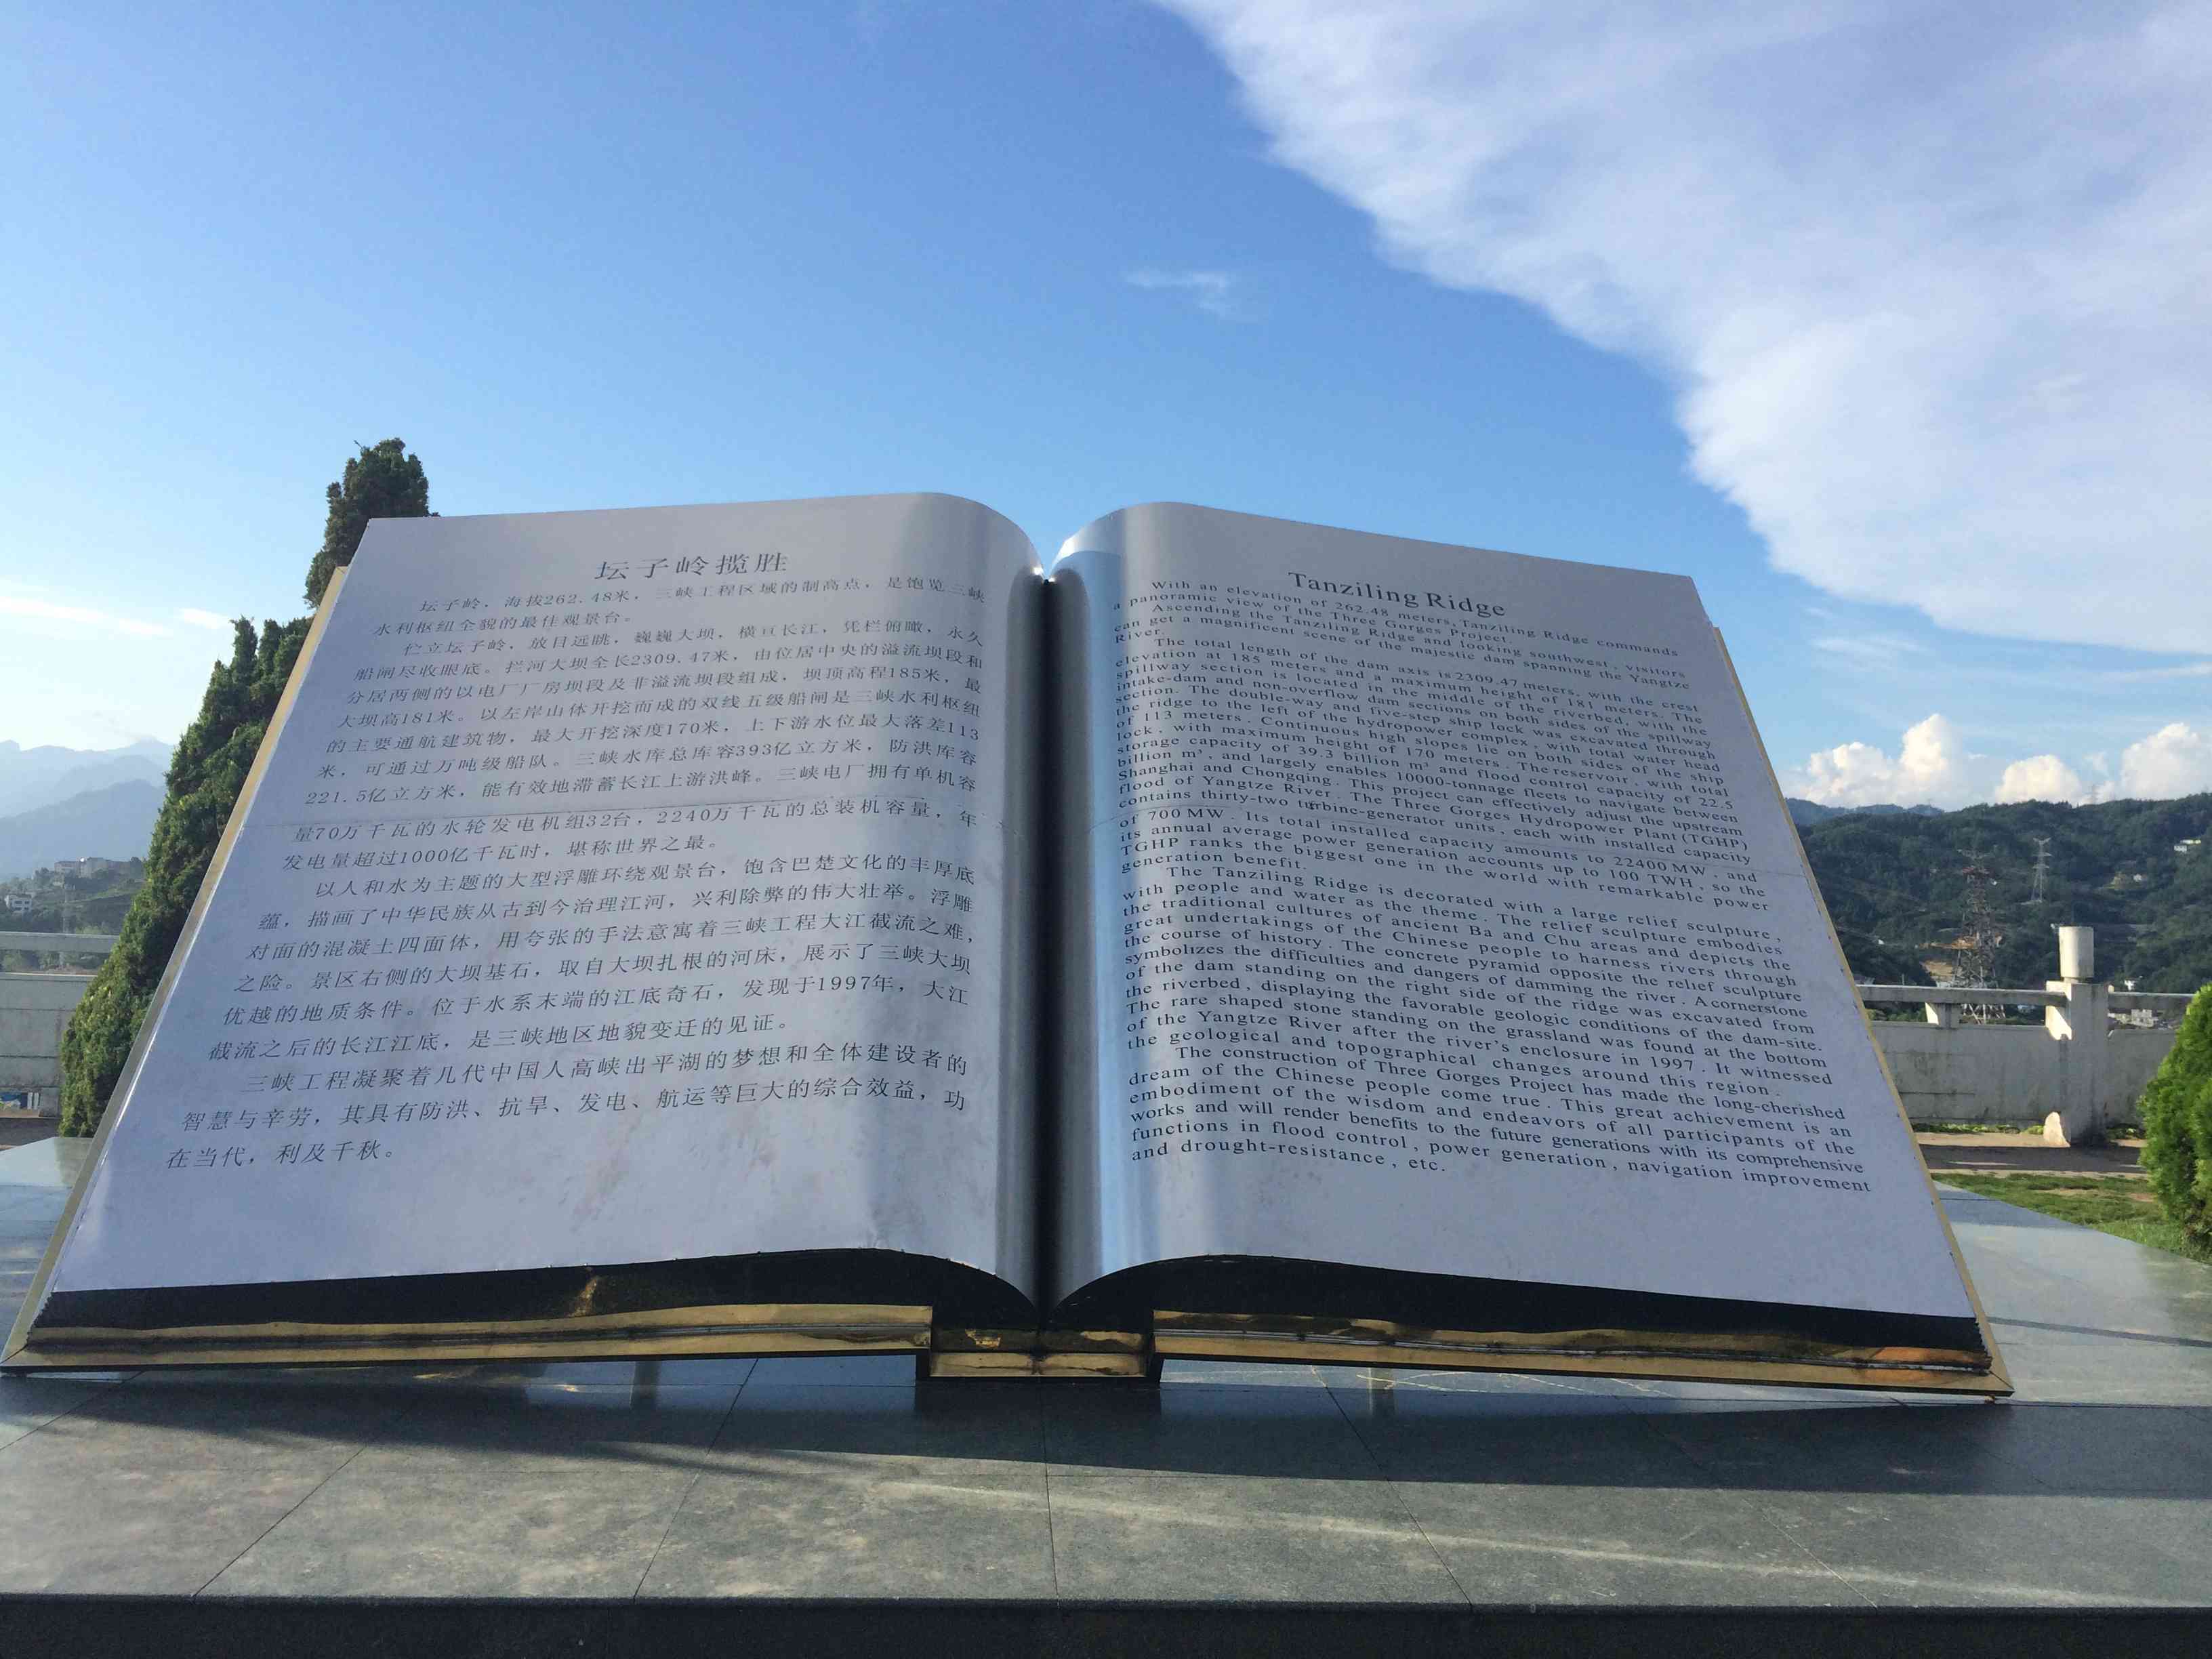 坛子岭揽胜
坛子岭，海拔262.48米，三峡工程区域的制高点，是饱览三峡
水利枢纽全貌的最佳观景台。
伫立坛子岭，放目远眺，巍巍大坝，横亘长江，凭栏俯瞰，永久
船闸尽收眼底。拦河大坝全长2309.47米，由位居中央的溢流坝段和
分居两侧的以电厂厂房坝段及非溢流坝段组成，坝顶高程185米，最
大坝高181米。以左岸山体开挖而成的双线五级船闸是三峡水利枢纽
的主要通航建筑物，最大开挖深度170米，上下游水位最大落差113
米，可通过万吨级船队。三峡水库总库容393亿立方米，防洪库容
221.5亿立方米，能有效地滞蓄长江上游洪峰。三峡电厂拥有单机容
量70万千瓦的水轮发电机组32台，2240万千瓦的总装机容量，年
发电量超过1000亿千瓦时，堪称世界之最。
以人和水为主题的大型浮雕环绕观景台，饱含巴楚文化的丰厚底
蕴，描画了中华民族从古到今治理江河，兴利除弊的伟大壮举。浮雕
对面的混凝土四面体，用夸张的手法意寓着三峡工程大江截流之难，
之险。景区右侧的大坝基石，取自大坝扎根的河床，展示了三峡大坝
优越的地质条件。位于水系末端的江底奇石，发现于1997年，大江
截流之后的长江江底，是三峡地区地貌变迁的见证。
三峡工程凝聚着几代中国人高峡出平湖的梦想和全体建设者的
智慧与辛劳，其具有防洪、抗旱、发电、航运等巨大的综合效益，功
在当代，利及千秋。
Tanziling Ridge
With an elevation of 262.48 meters, Tanziling Ridge commands
a panoramic view of the Three Gorges Project.
Ascending the Tanziling Ridge and looking southwest, visitors
can get a magnificent scene of the majestic dam spanning the Yangtze
River.
The total length of the dam axis is 2309.47 meters, with the crest
elevation at 185 meters and a maximum height of 181 meters. The
spillway section is located in the middle of the riverbed, with the
intake-dam and non-overflow dam sections on both sides of the spillway
section. The double-way and five-step ship lock was excavated through
the ridge to the left of the hydropower complex, with total water head
of 113 meters. Continuous high slopes lie on both sides of the ship
lock, with maximum height of 170 meters. The reservoir, with total
storage capacity of 39.3 billion m³ and flood control capacity of 22.5
billion m³, and largely enables 10000-tonnage fleets to navigate between
Shanghai and Chongqing. This project can effectively adjust the upstream
flood of Yangtze River. The Three Gorges Hydropower Plant (TGHP)
contains thirty-two turbine-generator units, each with installed capacity
of 700 MW. Its total installed capacity amounts to 22400 MW, and
its annual average power generation accounts up to 100 TWH, so the
TGHP ranks the biggest one in the world with remarkable power
generation benefit.
The Tanziling Ridge is decorated with a large relief sculpture,
with people and water as the theme. The relief sculpture embodies
the traditional cultures of ancient Ba and Chu areas and depicts the
great undertakings of the Chinese people to harness rivers through
the course of history. The concrete pyramid opposite the relief sculpture
symbolizes the difficulties and dangers of damming the river. A cornerstone
of the dam standing on the right side of the ridge was excavated from
the riverbed, displaying the favorable geologic conditions of the dam-site.
The rare shaped stone standing on the grassland was found at the bottom
of the Yangtze River after the river's enclosure in 1997. It witnessed
the geological and topographical changes around this region.
The construction of Three Gorges Project has made the long-cherished
dream of the Chinese people come true. This great achievement is an
embodiment of the wisdom and endeavors of all participants of the
works and will render benefits to the future generations with its comprehensive
functions in flood control, power generation, navigation improvement
and drought-resistance, etc.